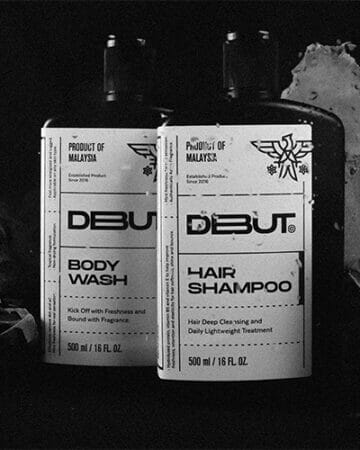 PRODUCT OF
MALAYSIA
Established Product
Since 2016
DEBUT
BODY
WASH
Kick Off with Freshness and
Bound with Fragrance.
500 ml / 16 FL. OZ.
PRODUCT OF
MALAYSIA
Established Produ
Since 2016
DEBUT
HAIR
SHAMPOO
Hair Deep Cleansing and
Daily Lightweight Treatment
500 ml / 16 FL. OZ.